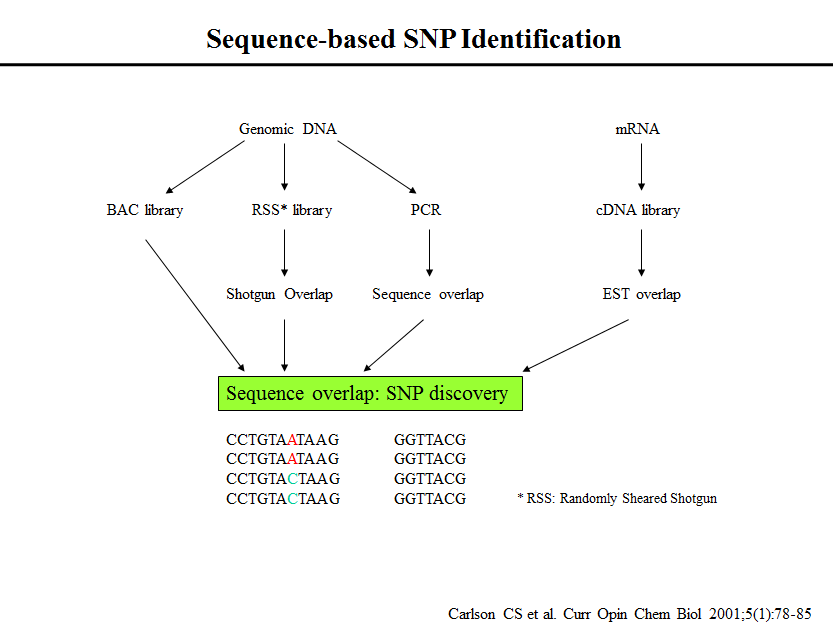 Sequence-based SNP Identification
Genomic DNA
mRNA
BAC library
RSS* library
PCR
cDNA library
Shotgun Overlap
Sequence overlap
EST overlap
Sequence overlap: SNP discovery
CCTGTAATAAG GGTTACG
CCTGTAATAAG GGTTACG
CCTGTACTAAG GGTTACG
CCTGTACTAAG GGTTACG
* RSS: Randomly Sheared Shotgun
Carlson CS et al. Curr Opin Chem Biol 2001;5(1):78-85